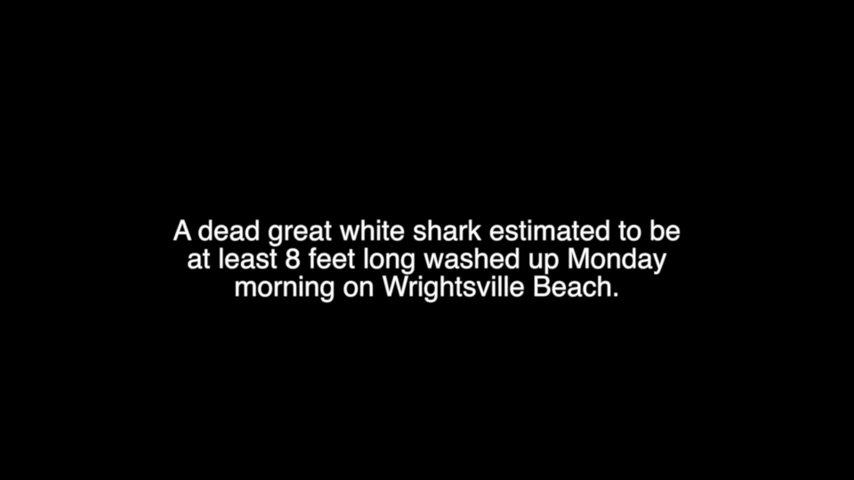 A dead great white shark estimated to be
at least 8 feet long washed up Monday
morning on Wrightsville Beach.